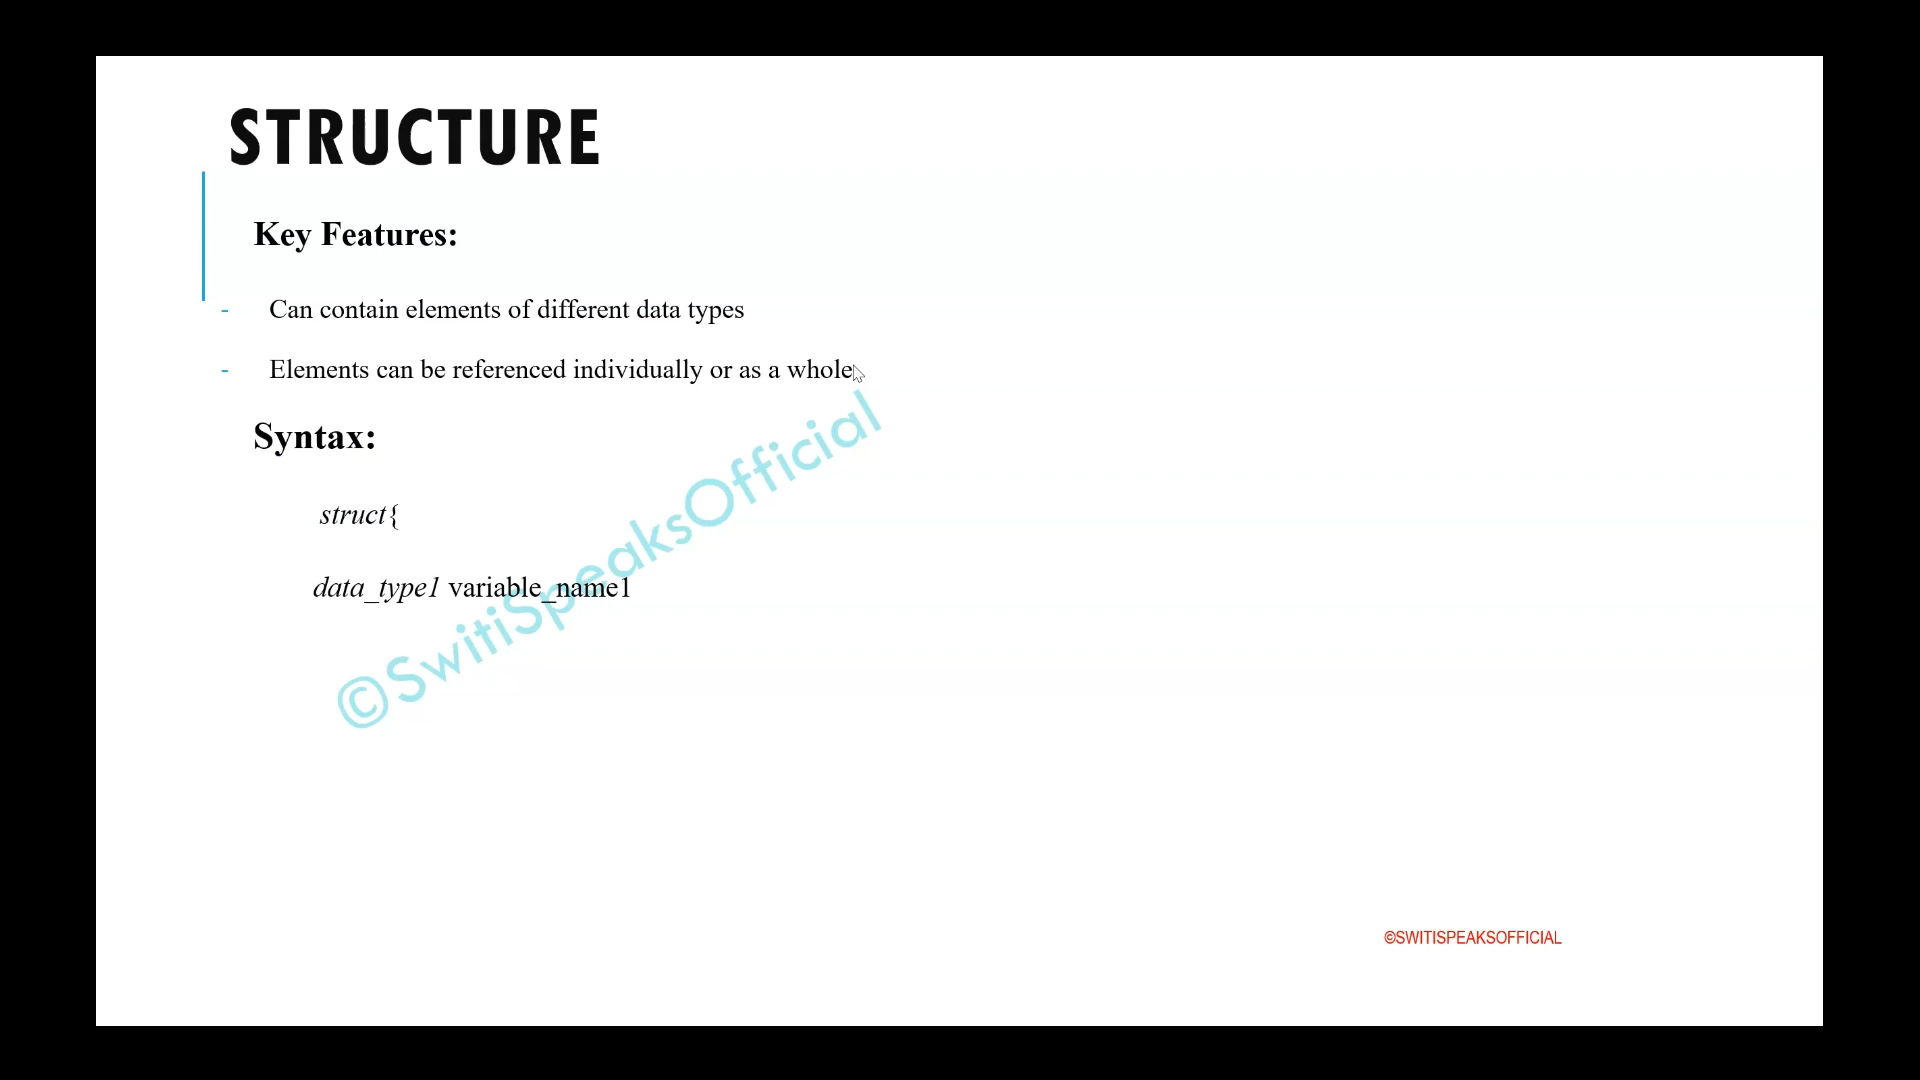 STRUCTURE
Key Features:
- Can contain elements of different data types
- Elements can be referenced individually or as a whole
Syntax:
struct{
data_type1 variable_name1
©SwitiSpeaksOfficial
©SWITISPEAKSOFFICIAL